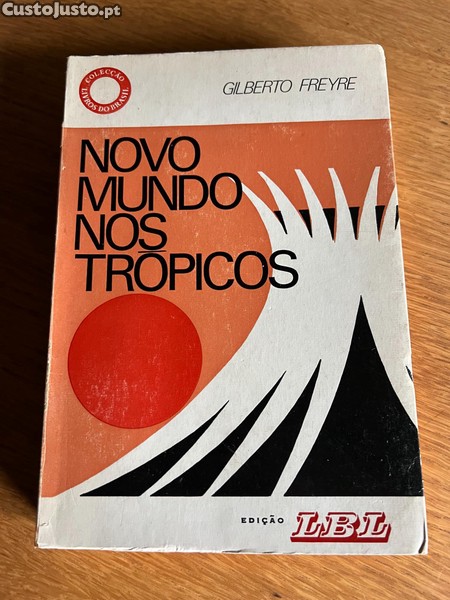 CustoJusto.pt
COLECÇÃO
LIVROS DO BRASIL
GILBERTO FREYRE
NOVO
MUNDO
NOS
TRÓPICOS
EDIÇÃO LBL